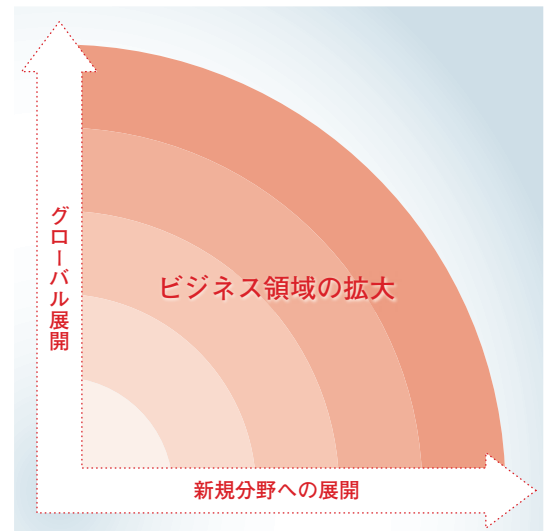 グローバル展開
ビジネス領域の拡大
新規分野への展開